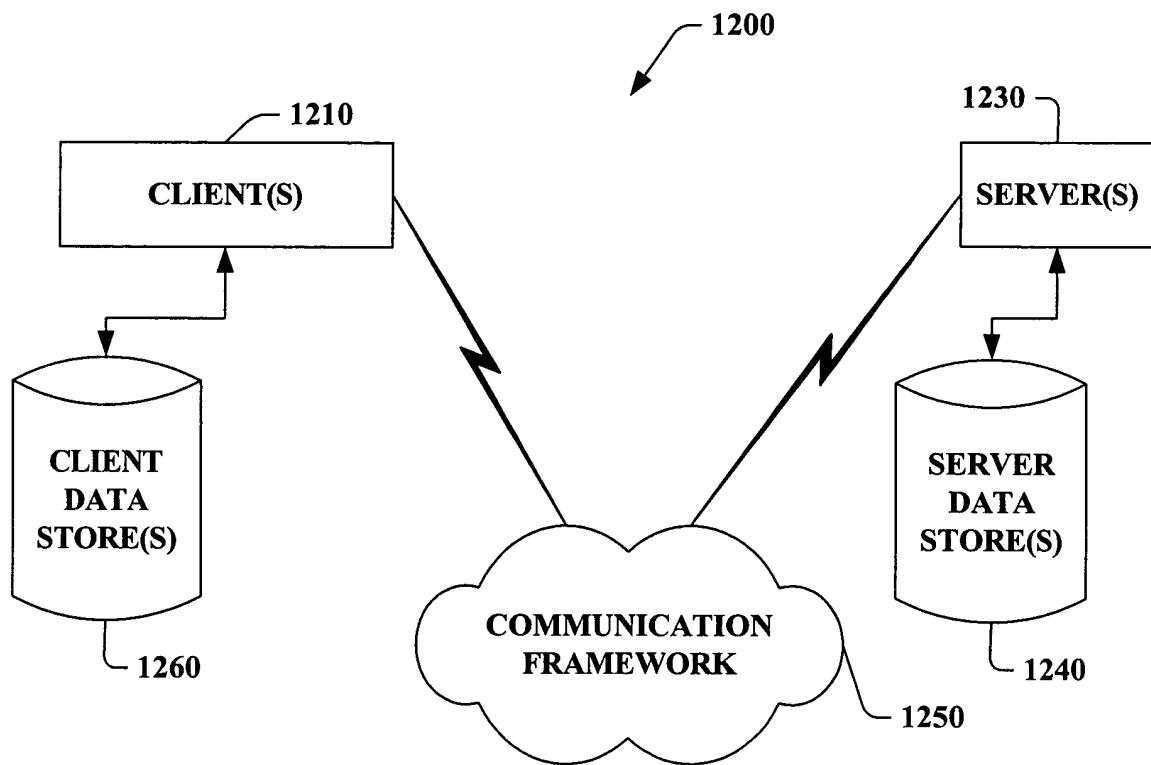 1200
1210
1230
CLIENT(S)
SERVER(S)
CLIENT
DATA
STORE(S)
SERVER
DATA
STORE(S)
COMMUNICATION
FRAMEWORK
1260
1240
1250